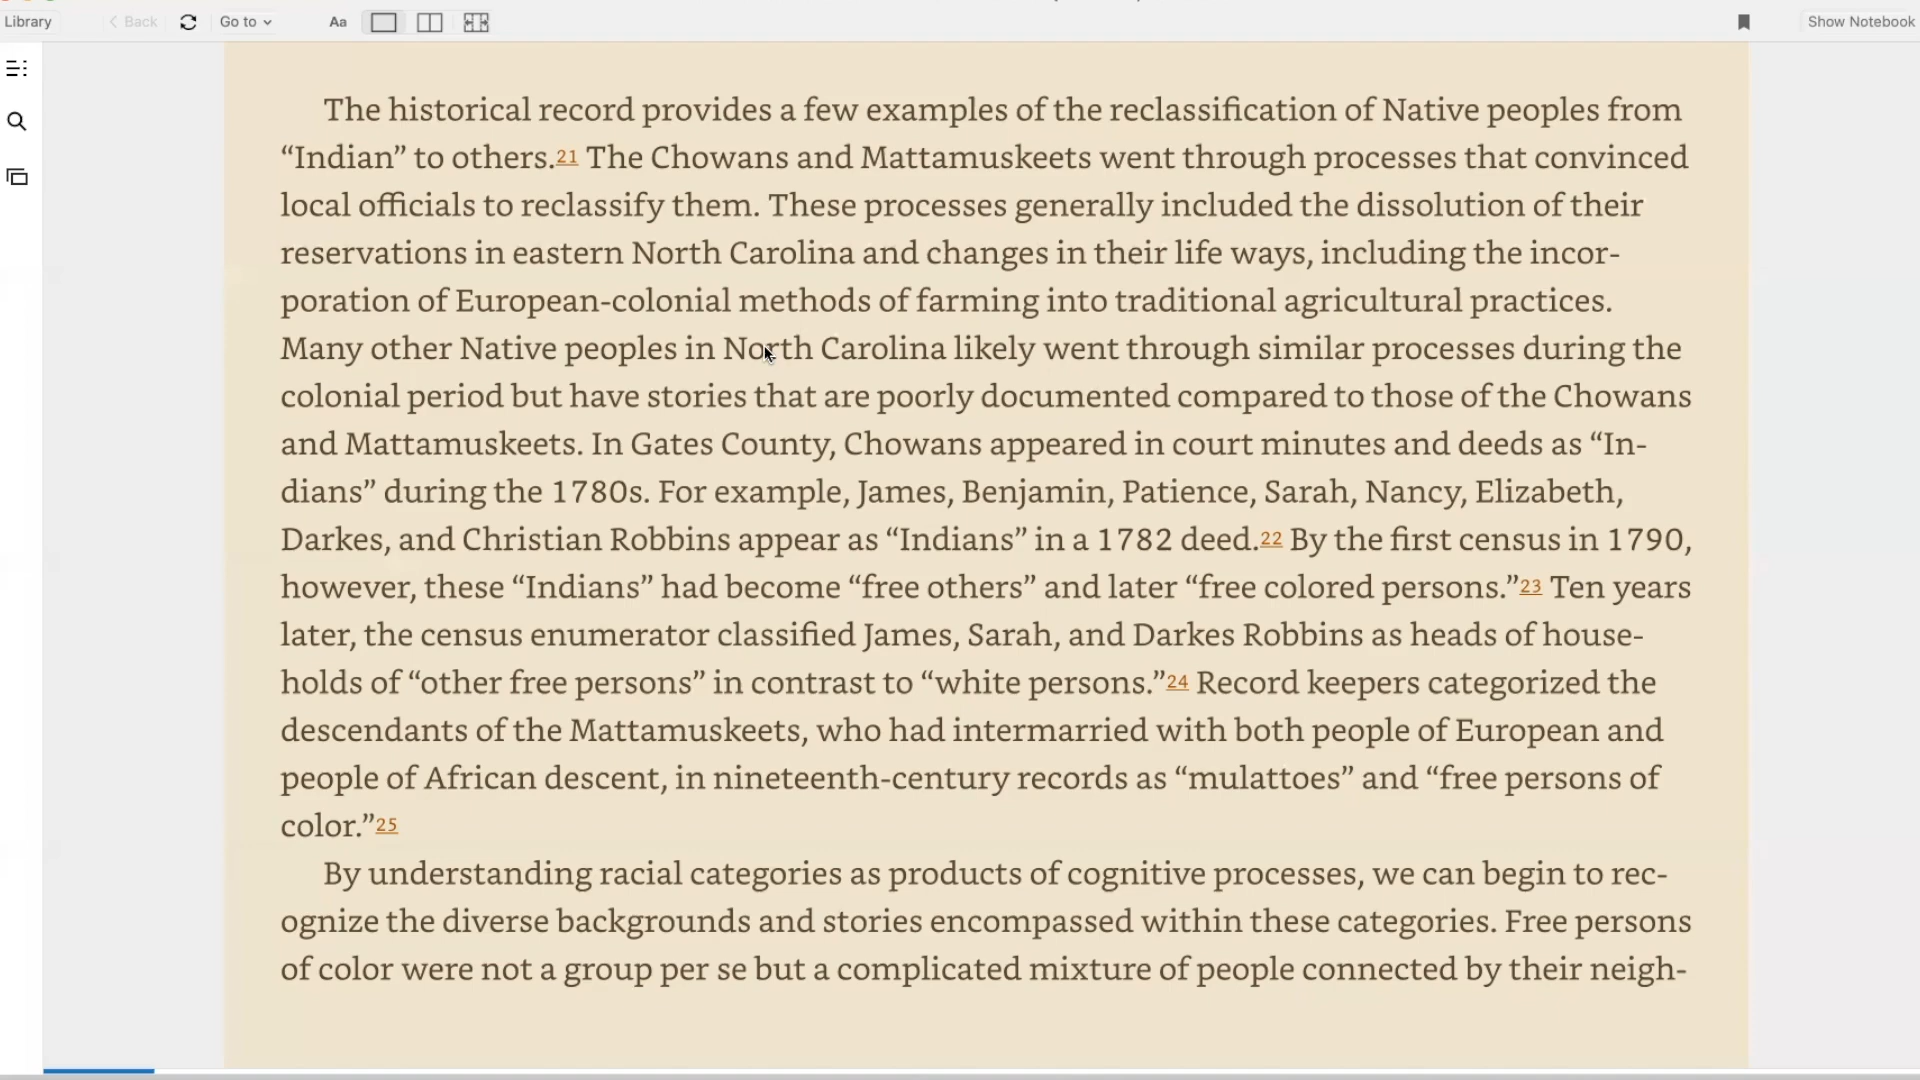 Library
Back
Go to
Aa
Show Notebook
The historical record provides a few examples of the reclassification of Native peoples from
“Indian” to others.21 The Chowans and Mattamuskeets went through processes that convinced
local officials to reclassify them. These processes generally included the dissolution of their
reservations in eastern North Carolina and changes in their life ways, including the incor-
poration of European-colonial methods of farming into traditional agricultural practices.
Many other Native peoples in North Carolina likely went through similar processes during the
colonial period but have stories that are poorly documented compared to those of the Chowans
and Mattamuskeets. In Gates County, Chowans appeared in court minutes and deeds as “In-
dians” during the 1780s. For example, James, Benjamin, Patience, Sarah, Nancy, Elizabeth,
Darkes, and Christian Robbins appear as “Indians” in a 1782 deed.22 By the first census in 1790,
however, these “Indians” had become “free others” and later “free colored persons.”23 Ten years
later, the census enumerator classified James, Sarah, and Darkes Robbins as heads of house-
holds of “other free persons” in contrast to “white persons.”24 Record keepers categorized the
descendants of the Mattamuskeets, who had intermarried with both people of European and
people of African descent, in nineteenth-century records as “mulattoes” and “free persons of
color.”25
By understanding racial categories as products of cognitive processes, we can begin to rec-
ognize the diverse backgrounds and stories encompassed within these categories. Free persons
of color were not a group per se but a complicated mixture of people connected by their neigh-